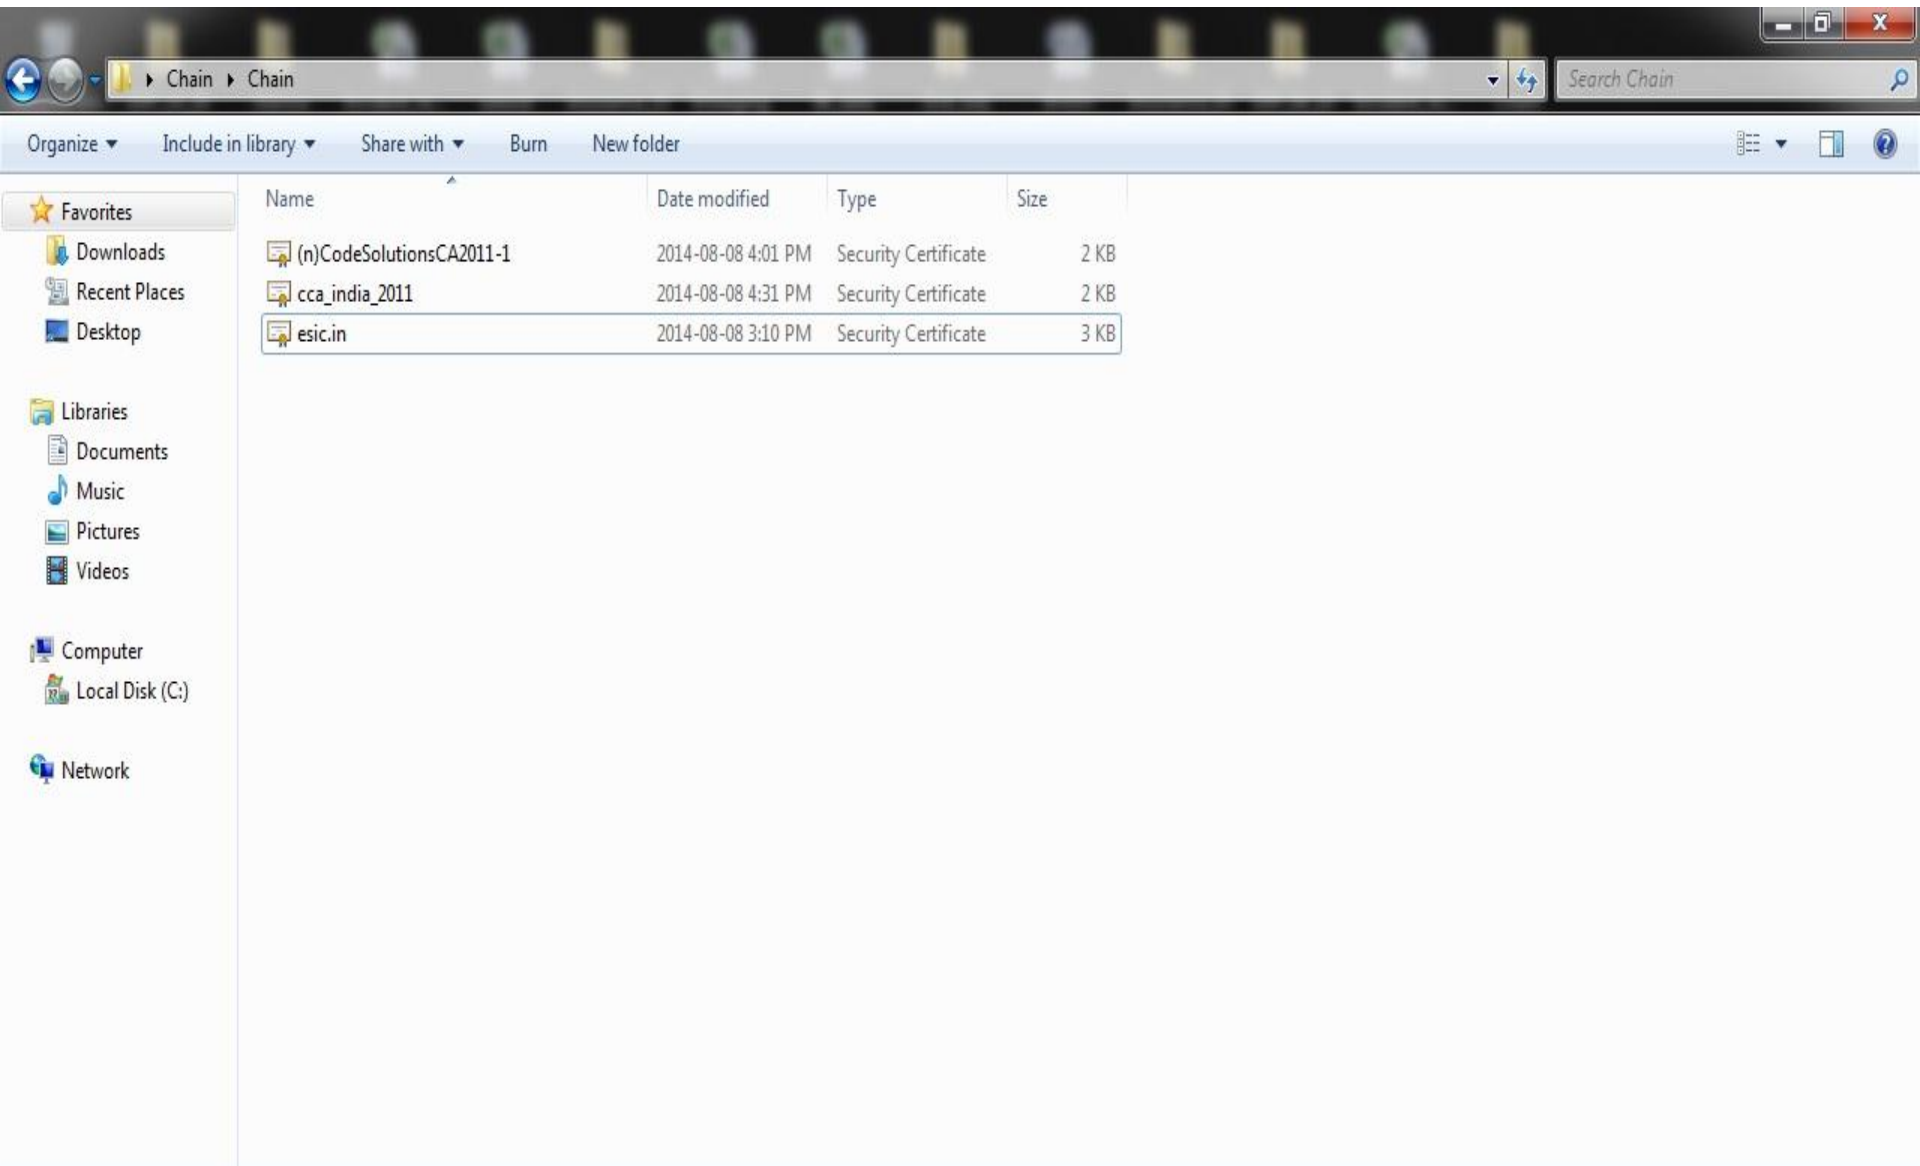 Chain Chain
Search Chain
Organize Include in library Share with Burn New folder
Name Date modified Type Size
Favorites
Downloads
Recent Places
Desktop
(n)CodeSolutionsCA2011-1 2014-08-08 4:01 PM Security Certificate 2 KB
cca_india_2011 2014-08-08 4:31 PM Security Certificate 2 KB
esic.in 2014-08-08 3:10 PM Security Certificate 3 KB
Libraries
Documents
Music
Pictures
Videos
Computer
Local Disk (C:)
Network